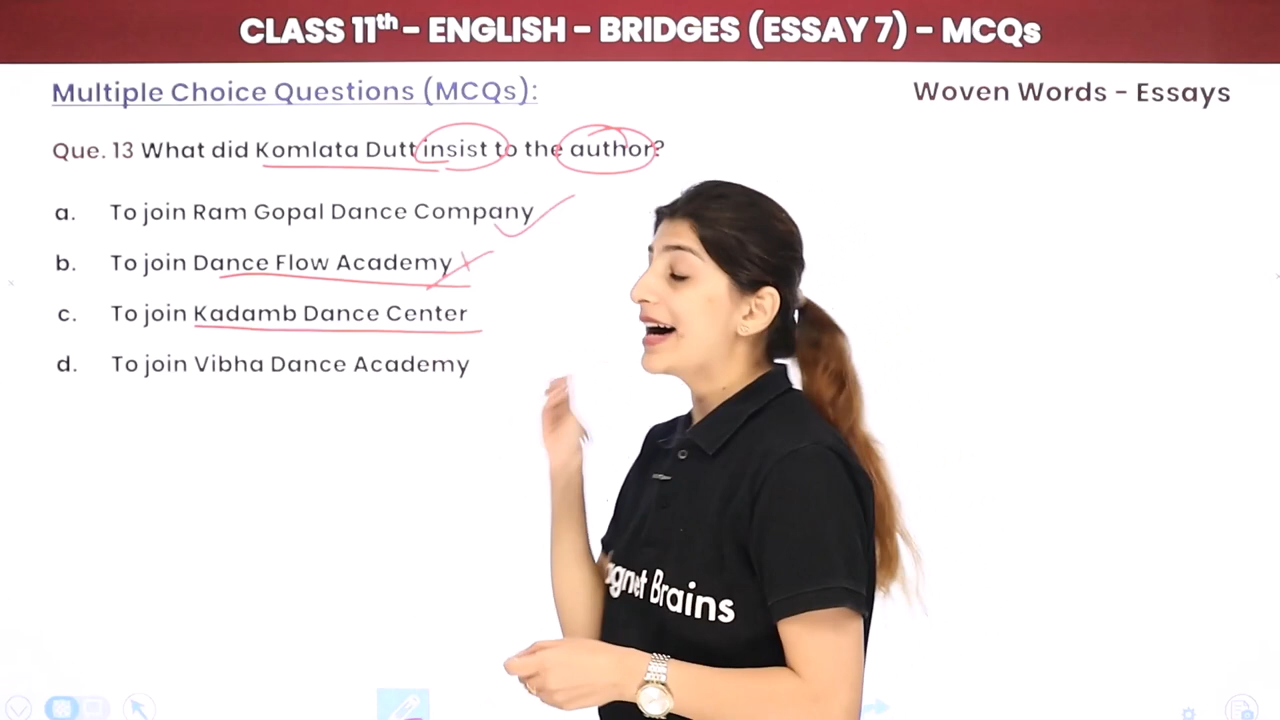 CLASS 11th – ENGLISH – BRIDGES (ESSAY 7) – MCQs
Multiple Choice Questions (MCQs):
Woven Words - Essays
Que. 13 What did Komlata Dutt insist to the author?
a. To join Ram Gopal Dance Company
b. To join Dance Flow Academy
c. To join Kadamb Dance Center
d. To join Vibha Dance Academy
Brains